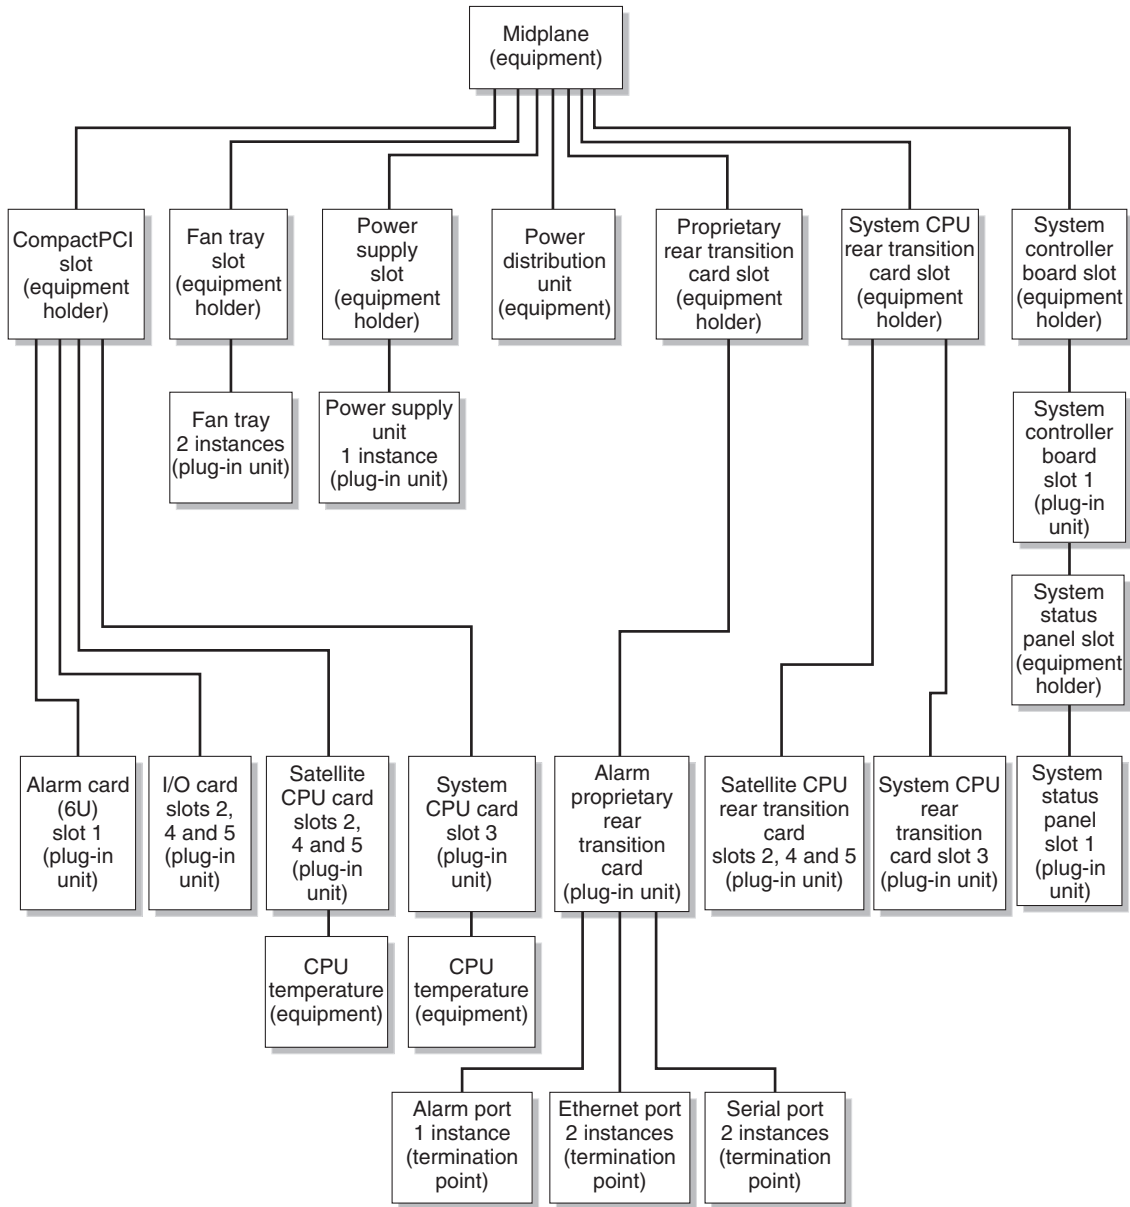 Midplane
(equipment)
CompactPCI
slot
(equipment
holder)
Fan tray
slot
(equipment
holder)
Power
supply
slot
(equipment
holder)
Power
distribution
unit
(equipment)
Proprietary
rear transition
card slot
(equipment
holder)
System CPU
rear transition
card slot
(equipment
holder)
System
controller
board slot
(equipment
holder)
Fan tray
2 instances
(plug-in unit)
Power supply
unit
1 instance
(plug-in unit)
System
controller
board
slot 1
(plug-in
unit)
System
status
panel slot
(equipment
holder)
Alarm card
(6U)
slot 1
(plug-in
unit)
I/O card
slots 2,
4 and 5
(plug-in
unit)
Satellite
CPU card
slots 2,
4 and 5
(plug-in
unit)
System
CPU card
slot 3
(plug-in
unit)
Alarm
proprietary
rear
transition
card
(plug-in unit)
Satellite CPU
rear transition
card
slots 2, 4 and 5
(plug-in unit)
System CPU
rear
transition
card slot 3
(plug-in unit)
System
status
panel
slot 1
(plug-in
unit)
CPU
temperature
(equipment)
CPU
temperature
(equipment)
Alarm port
1 instance
(termination
point)
Ethernet port
2 instances
(termination
point)
Serial port
2 instances
(termination
point)